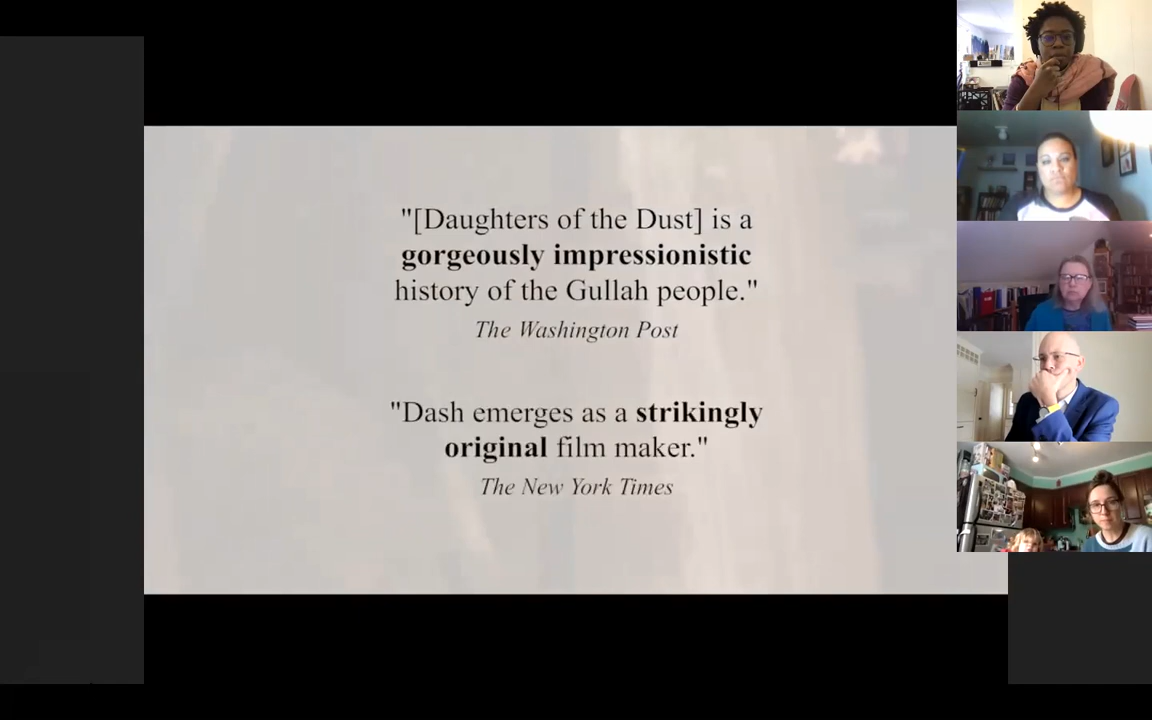 "[Daughters of the Dust] is a
gorgeously impressionistic
history of the Gullah people."
The Washington Post
"Dash emerges as a strikingly
original film maker."
The New York Times